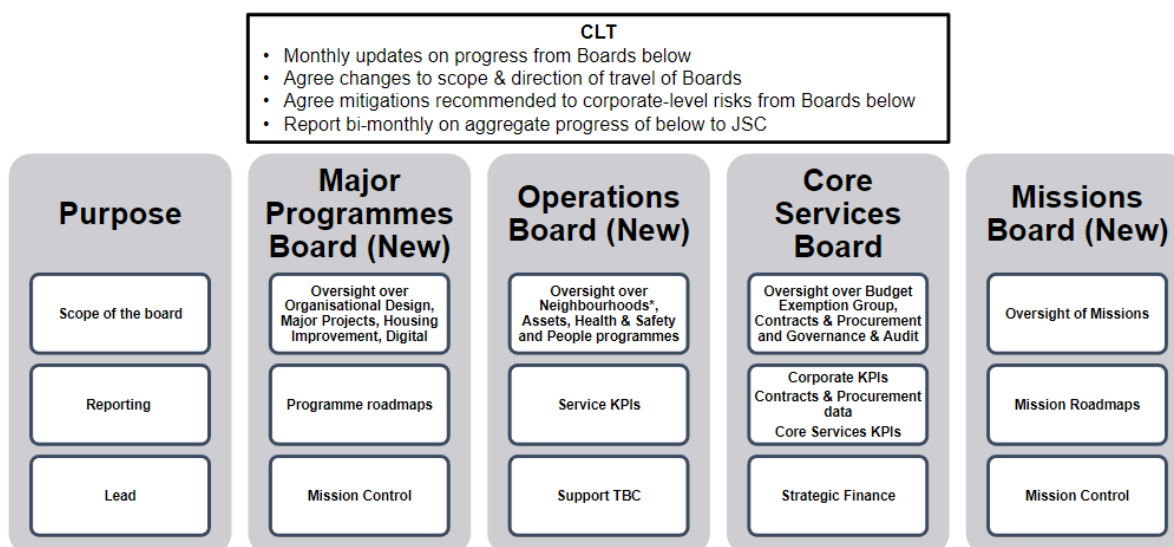 CLT
• Monthly updates on progress from Boards below
• Agree changes to scope & direction of travel of Boards
• Agree mitigations recommended to corporate-level risks from Boards below
• Report bi-monthly on aggregate progress of below to JSC
Purpose
Scope of the board
Reporting
Lead
Major
Programmes
Board (New)
Oversight over
Organisational Design,
Major Projects, Housing
Improvement, Digital
Programme roadmaps
Mission Control
Operations
Board (New)
Oversight over
Neighbourhoods*,
Assets, Health & Safety
and People programmes
Service KPIs
Support TBC
Core
Services
Board
Oversight over Budget
Exemption Group,
Contracts & Procurement
and Governance & Audit
Corporate KPIs
Contracts & Procurement
data
Core Services KPIs
Strategic Finance
Missions
Board (New)
Oversight of Missions
Mission Roadmaps
Mission Control